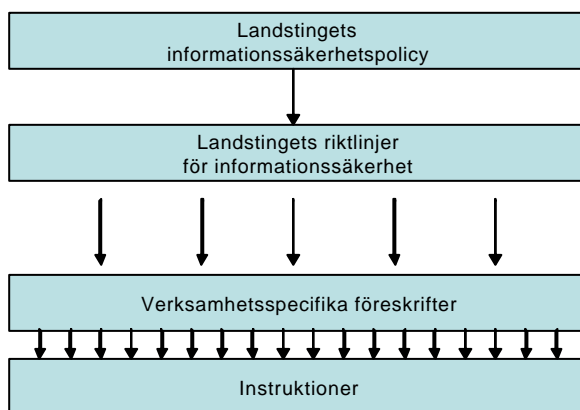 Landstingets
informationssäkerhetspolicy
Landstingets riktlinjer
för informationssäkerhet
Verksamhetsspecifika föreskrifter
Instruktioner